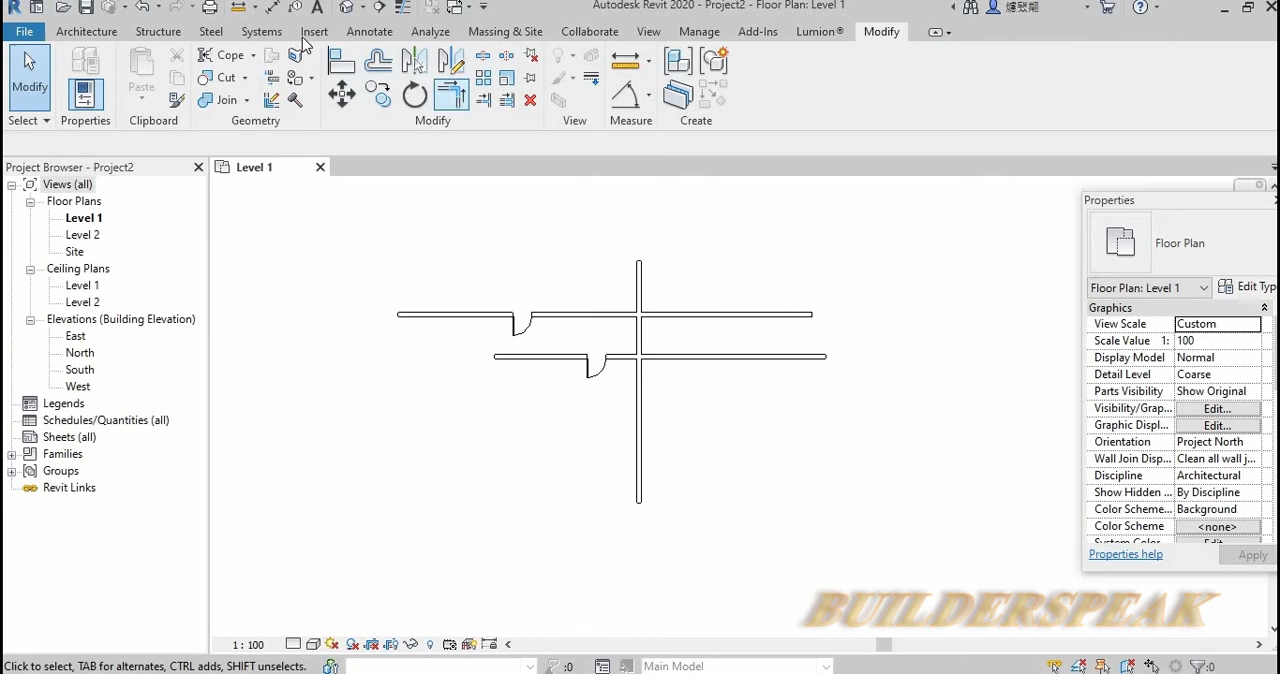 Autodesk Revit 2020 - Project2 - Floor Plan: Level 1
File Architecture Structure Steel Systems Insert Annotate Analyze Massing & Site Collaborate View Manage Add-Ins Lumion® Modify
Modify
Paste
Cope
Cut
Join
Select Properties Clipboard Geometry Modify View Measure Create
Project Browser - Project2
Level 1
Views (all)
Floor Plans
Level 1
Level 2
Site
Ceiling Plans
Level 1
Level 2
Elevations (Building Elevation)
East
North
South
West
Legends
Schedules/Quantities (all)
Sheets (all)
Families
Groups
Revit Links
Properties
Floor Plan
Floor Plan: Level 1 Edit Typ
Graphics
View Scale Custom
Scale Value 1: 100
Display Model Normal
Detail Level Coarse
Parts Visibility Show Original
Visibility/Grap... Edit...
Graphic Displ... Edit...
Orientation Project North
Wall Join Disp... Clean all wall j...
Discipline Architectural
Show Hidden ... By Discipline
Color Scheme... Background
Color Scheme <none>
Properties help Apply
BUILDERSPEAK
1 : 100
Click to select, TAB for alternates, CTRL adds, SHIFT unselects. :0 Main Model :0